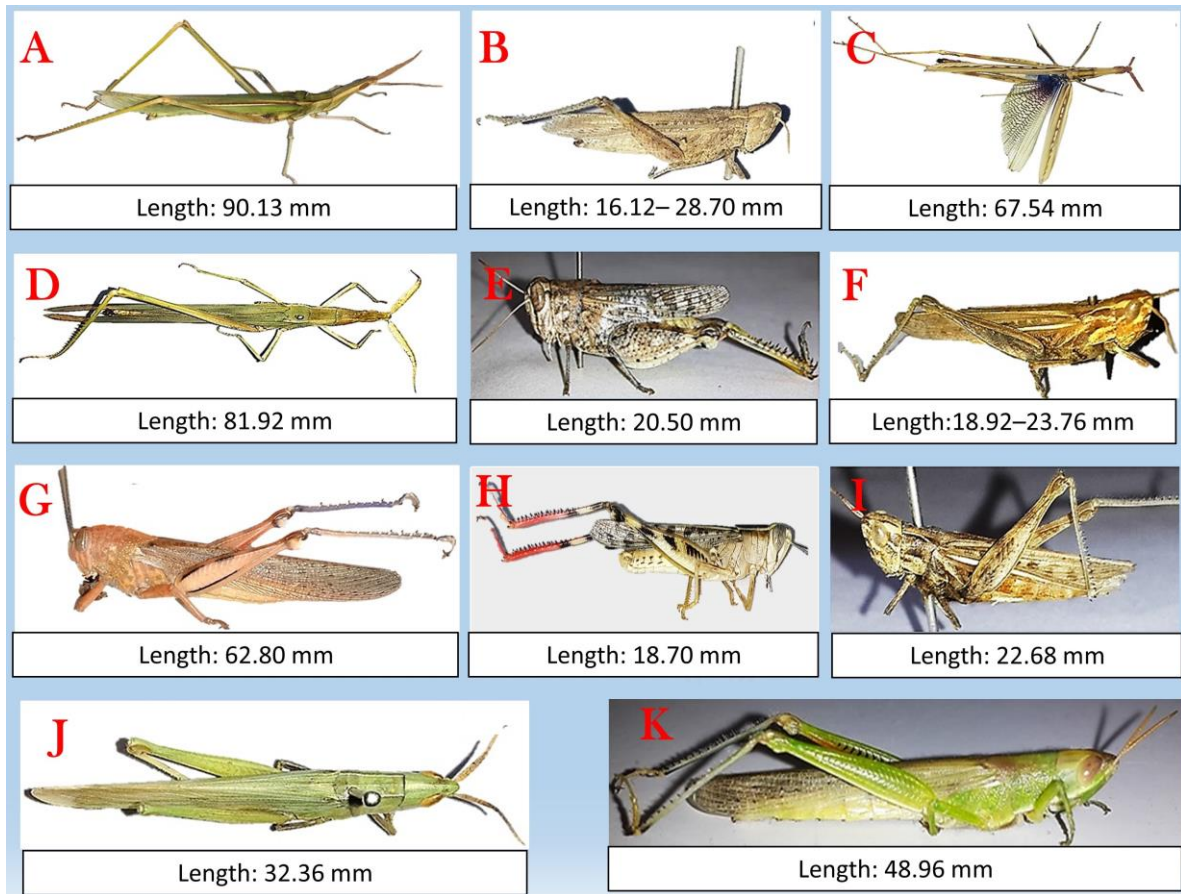 A
B
C
Length: 90.13 mm
Length: 16.12– 28.70 mm
Length: 67.54 mm
D
E
F
Length: 81.92 mm
Length: 20.50 mm
Length:18.92–23.76 mm
G
H
I
Length: 62.80 mm
Length: 18.70 mm
Length: 22.68 mm
J
K
Length: 32.36 mm
Length: 48.96 mm